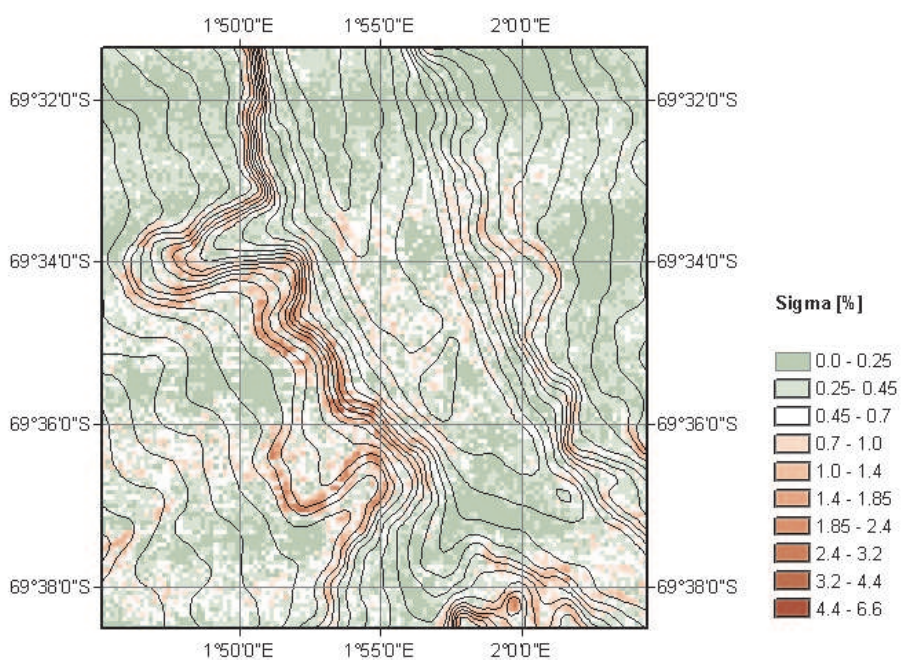 1°50'0"E 1°55'0"E 2°0'0"E
69°32'0"S 69°32'0"S
69°34'0"S 69°34'0"S
69°36'0"S 69°36'0"S
69°38'0"S 69°38'0"S
1°50'0"E 1°55'0"E 2°0'0"E
Sigma [%]
0.0 - 0.25
0.25- 0.45
0.45 - 0.7
0.7 - 1.0
1.0 - 1.4
1.4 - 1.85
1.85 - 2.4
2.4 - 3.2
3.2 - 4.4
4.4 - 6.6